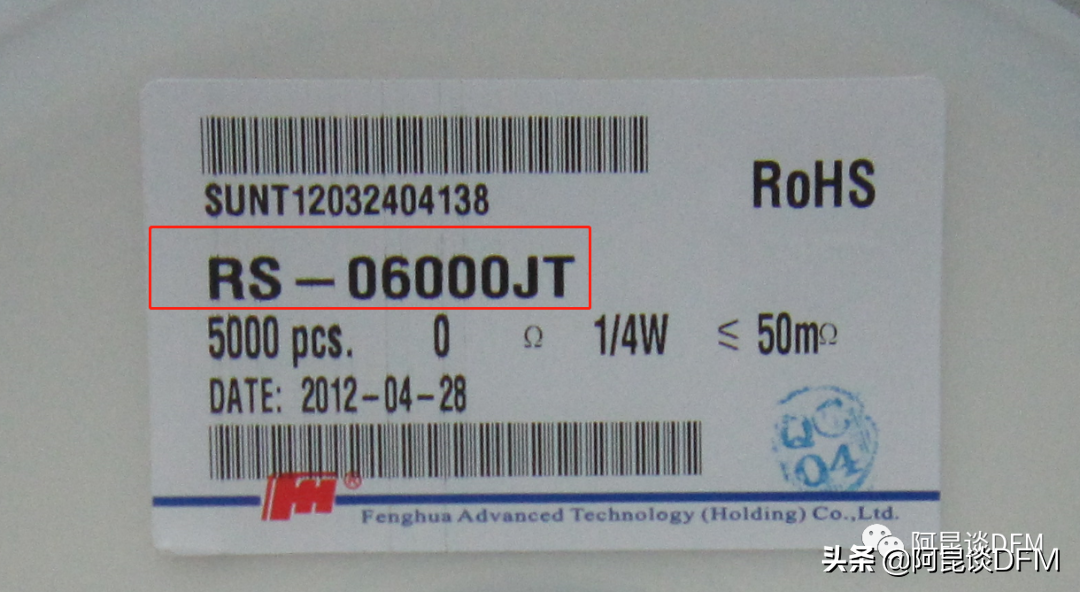 SUNT12032404138
RoHS
RS-06000JT
5000 pcs. 0 Ω 1/4W ≤ 50mΩ
DATE: 2012-04-28
QC
04
®
Fenghua Advanced Technology (Holding) Co.,Ltd.
阿昆谈DFM
头条 @阿昆谈DFM